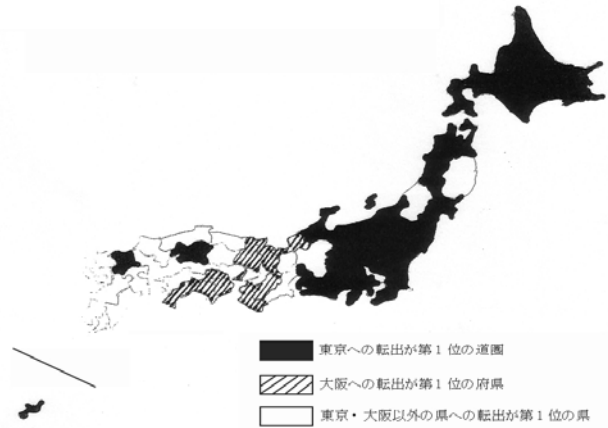 東京への転出が第1位の道圏
大阪への転出が第1位の府県
東京・大阪以外の県への転出が第1位の県